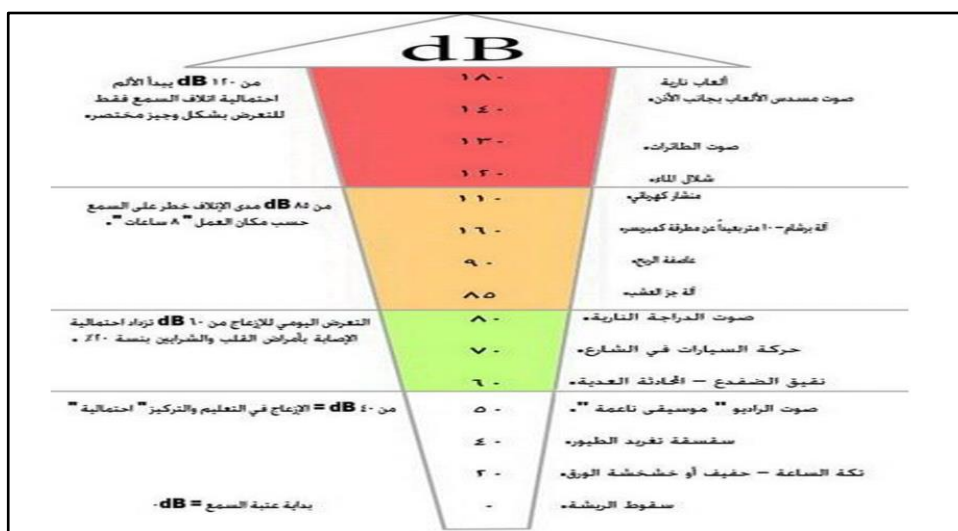 dB
ألعاب نارية
صوت مسدس الألعاب بجانب الأذن.
١٨٠
من ١٢٠ dB يبدأ الألم
احتمالية اتلاف السمع فقط
للتعرض بشكل وجيز مختصر.
١٤٠
صوت الطائرات.
١٣٠
شلال الماء.
١٢٠
منشار كهربائي.
١١٠
من ٨٥ dB مدى الإتلاف خطر على السمع
حسب مكان العمل "٨ ساعات".
آلة برشام – ١٠ متر بعيداً عن مطرقة كمبريسر.
١٦٠
عاصفة الريح.
٩٠
آلة جز العشب.
٨٥
صوت الدراجة النارية.
٨٠
التعرض اليومي للإزعاج من ٦٠ dB تزداد احتمالية
الإصابة بأمراض القلب والشرايين بنسة ٢٠٪ .
حركة السيارات في الشارع.
٧٠
نقيق الضفدع – المحادثة العدية.
٦٠
صوت الراديو " موسيقى ناعمة ".
٥٠
من ٤٠ dB = الإزعاج في التعليم والتركيز " احتمالية "
سقسقة تغريد الطيور.
٤٠
تكة الساعة – حفيف أو خشخشة الورق.
٢٠
سقوط الريشة.
٠
بداية عتبة السمع = dB٠